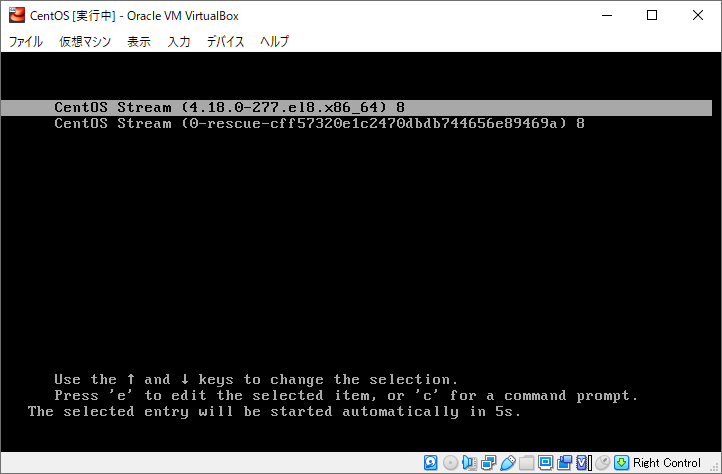 CentOS [実行中] - Oracle VM VirtualBox
ファイル 仮想マシン 表示 入力 デバイス ヘルプ
CentOS Stream (4.18.0-277.el8.x86_64) 8
CentOS Stream (0-rescue-cff57320e1c2470dbdb744656e89469a) 8
Use the ↑ and ↓ keys to change the selection.
Press 'e' to edit the selected item, or 'c' for a command prompt.
The selected entry will be started automatically in 5s.
Right Control